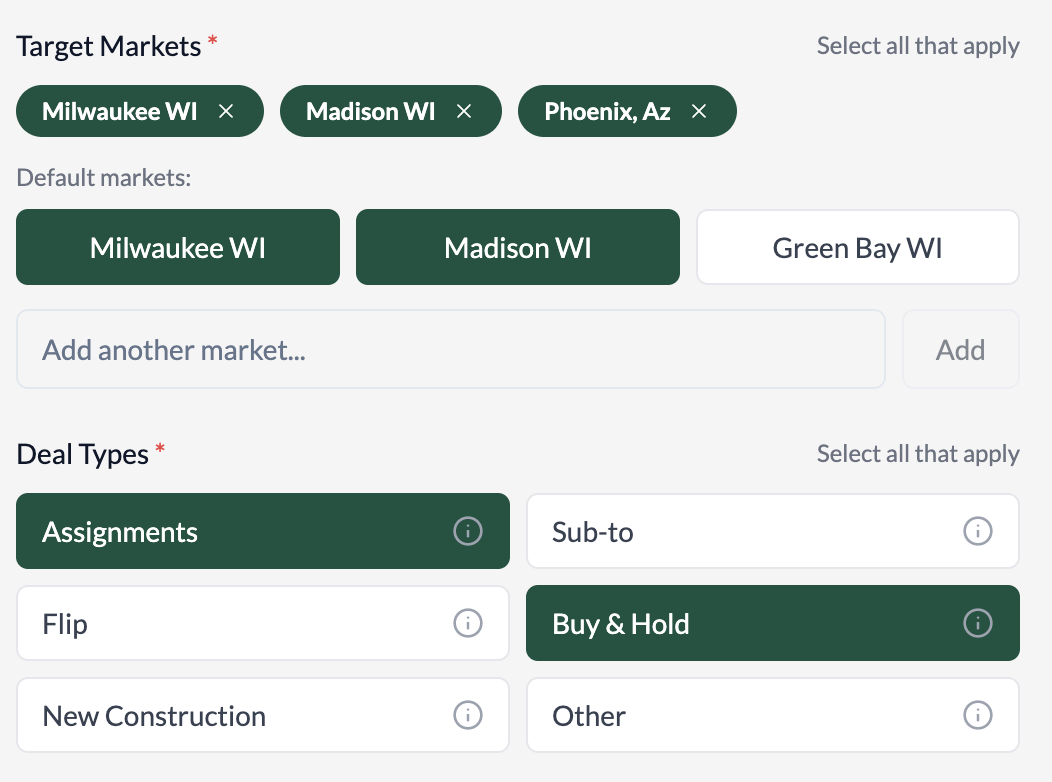 Target Markets *
Select all that apply
Milwaukee WI ×
Madison WI ×
Phoenix, Az ×
Default markets:
Milwaukee WI
Madison WI
Green Bay WI
Add another market...
Add
Deal Types *
Select all that apply
Assignments
Sub-to
Flip
Buy & Hold
New Construction
Other